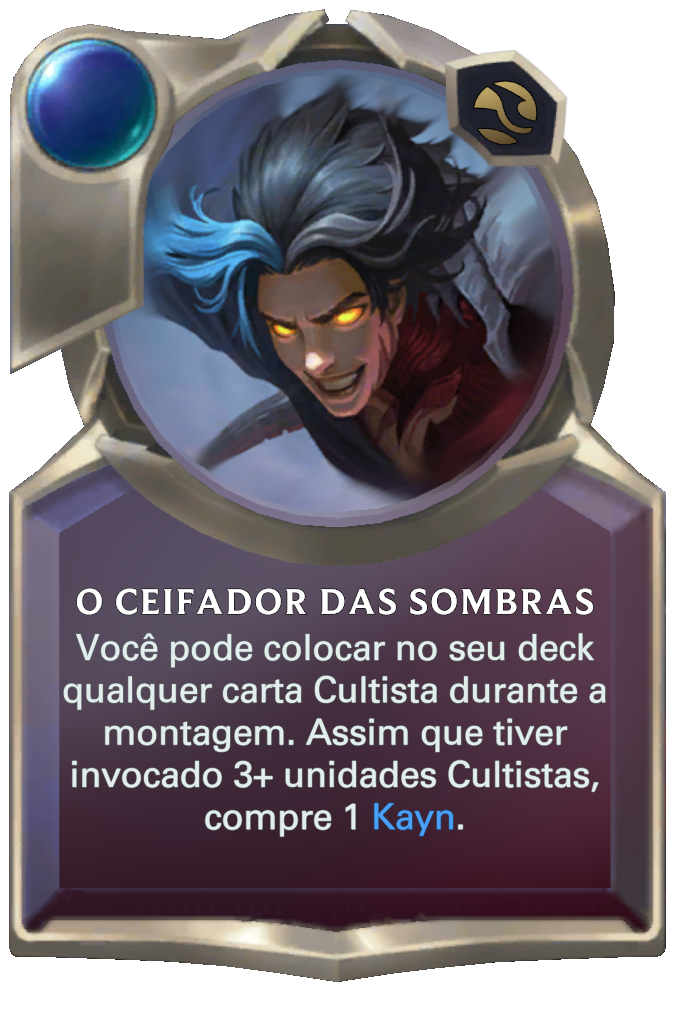 O CEIFADOR DAS SOMBRAS
Você pode colocar no seu deck
qualquer carta Cultista durante a
montagem. Assim que tiver
invocado 3+ unidades Cultistas,
compre 1 Kayn.